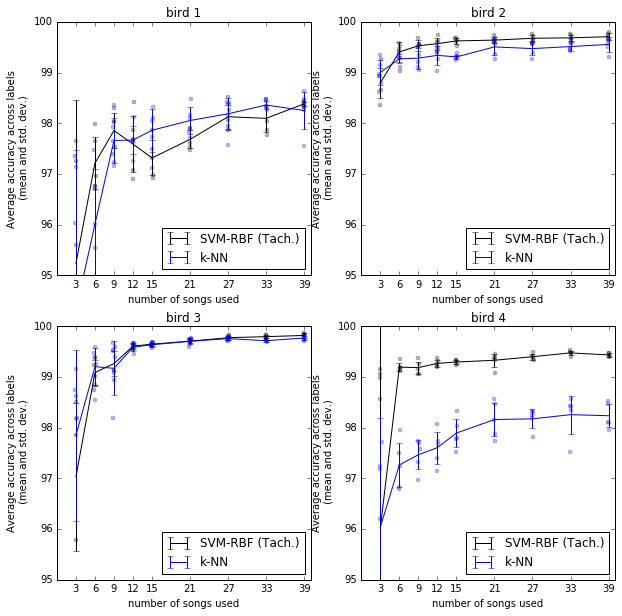 bird 1
100
99
98
97
96
95
Average accuracy across labels
(mean and std. dev.)
SVM-RBF (Tach.)
k-NN
3 6 9 12 15 21 27 33 39
number of songs used
bird 2
100
99
98
97
96
95
Average accuracy across labels
(mean and std. dev.)
SVM-RBF (Tach.)
k-NN
3 6 9 12 15 21 27 33 39
number of songs used
bird 3
100
99
98
97
96
95
Average accuracy across labels
(mean and std. dev.)
SVM-RBF (Tach.)
k-NN
3 6 9 12 15 21 27 33 39
number of songs used
bird 4
100
99
98
97
96
95
Average accuracy across labels
(mean and std. dev.)
SVM-RBF (Tach.)
k-NN
3 6 9 12 15 21 27 33 39
number of songs used